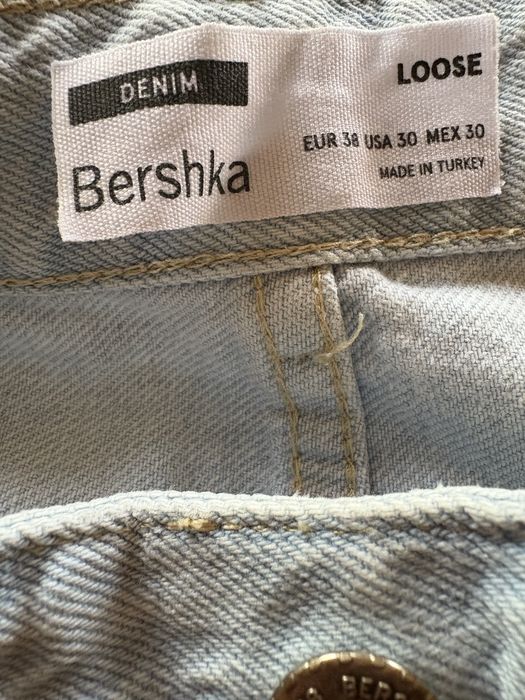 DENIM
LOOSE
Bershka
EUR 38 USA 30 MEX 30
MADE IN TURKEY